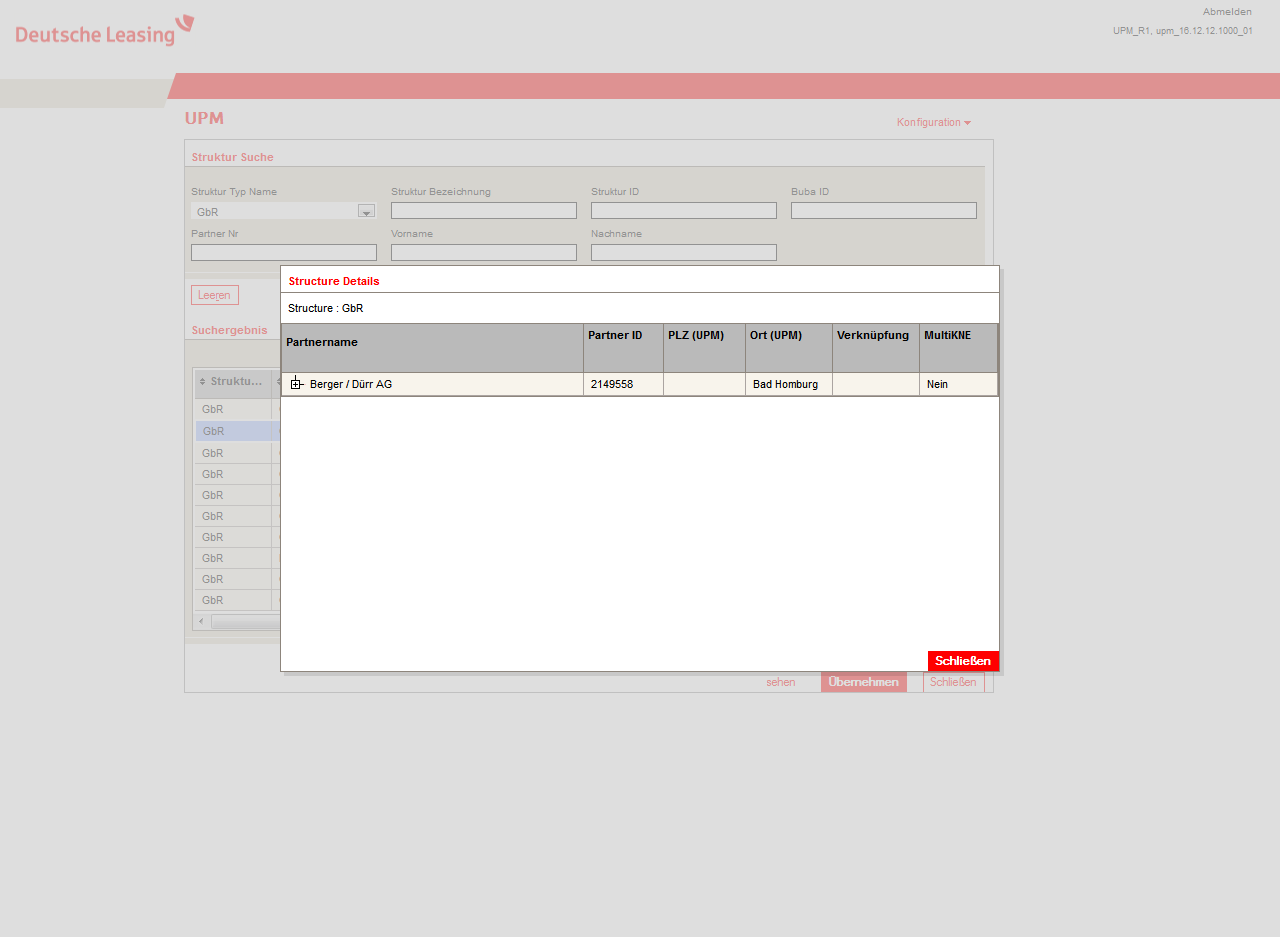 Deutsche Leasing
Abmelden
UPM_R1, upm_16.12.12.1000_01
UPM
Konfiguration
Struktur Suche
Struktur Typ Name Struktur Bezeichnung Struktur ID Buba ID
GbR
Partner Nr Vorname Nachname
Leeren
Suchergebnis
Struktu...
GbR
GbR
GbR
GbR
GbR
GbR
GbR
GbR
GbR
GbR
Structure Details
Structure : GbR
Partnername Partner ID PLZ (UPM) Ort (UPM) Verknüpfung MultiKNE
Berger / Dürr AG 2149558 Bad Homburg Nein
Schließen
sehen Übernehmen Schließen